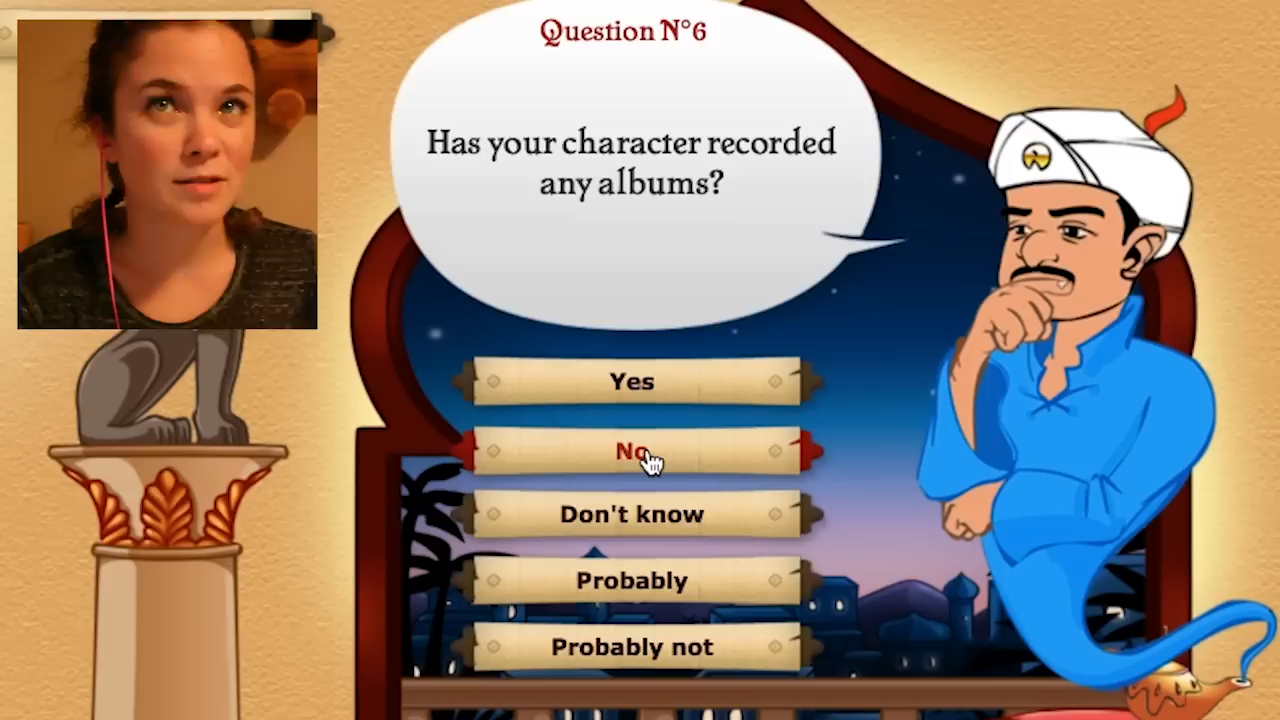 Question N°6
Has your character recorded
any albums?
Yes
No
Don't know
Probably
Probably not